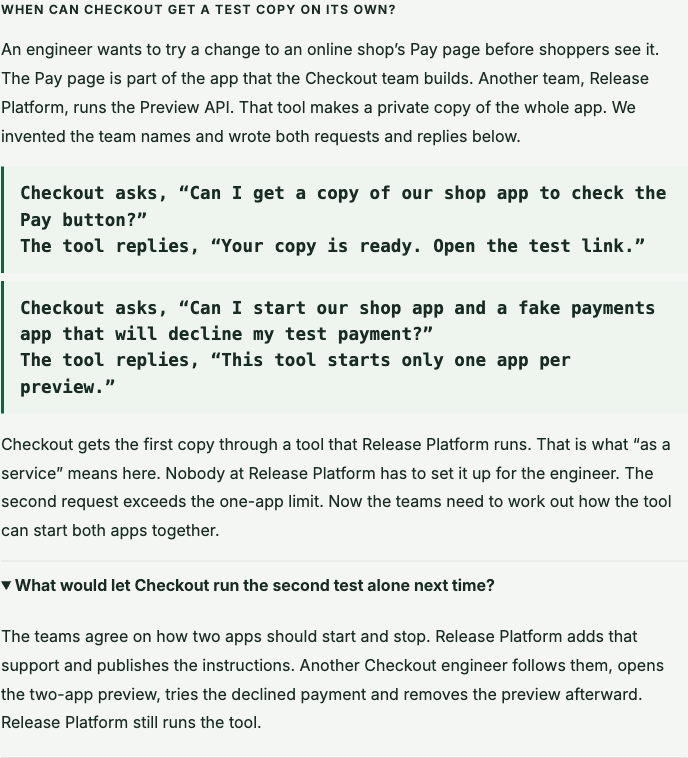 WHEN CAN CHECKOUT GET A TEST COPY ON ITS OWN?
An engineer wants to try a change to an online shop’s Pay page before shoppers see it.
The Pay page is part of the app that the Checkout team builds. Another team, Release
Platform, runs the Preview API. That tool makes a private copy of the whole app. We
invented the team names and wrote both requests and replies below.
Checkout asks, “Can I get a copy of our shop app to check the
Pay button?”
The tool replies, “Your copy is ready. Open the test link.”
Checkout asks, “Can I start our shop app and a fake payments
app that will decline my test payment?”
The tool replies, “This tool starts only one app per
preview.”
Checkout gets the first copy through a tool that Release Platform runs. That is what “as a
service” means here. Nobody at Release Platform has to set it up for the engineer. The
second request exceeds the one-app limit. Now the teams need to work out how the tool
can start both apps together.
▼ What would let Checkout run the second test alone next time?
The teams agree on how two apps should start and stop. Release Platform adds that
support and publishes the instructions. Another Checkout engineer follows them, opens
the two-app preview, tries the declined payment and removes the preview afterward.
Release Platform still runs the tool.